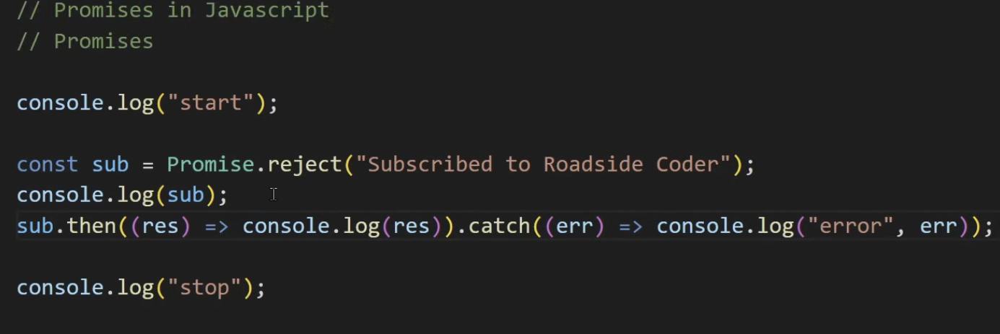 // Promises in Javascript
// Promises
console.log("start");
const sub = Promise.reject("Subscribed to Roadside Coder");
console.log(sub);
sub.then((res) => console.log(res)).catch((err) => console.log("error", err));
console.log("stop");